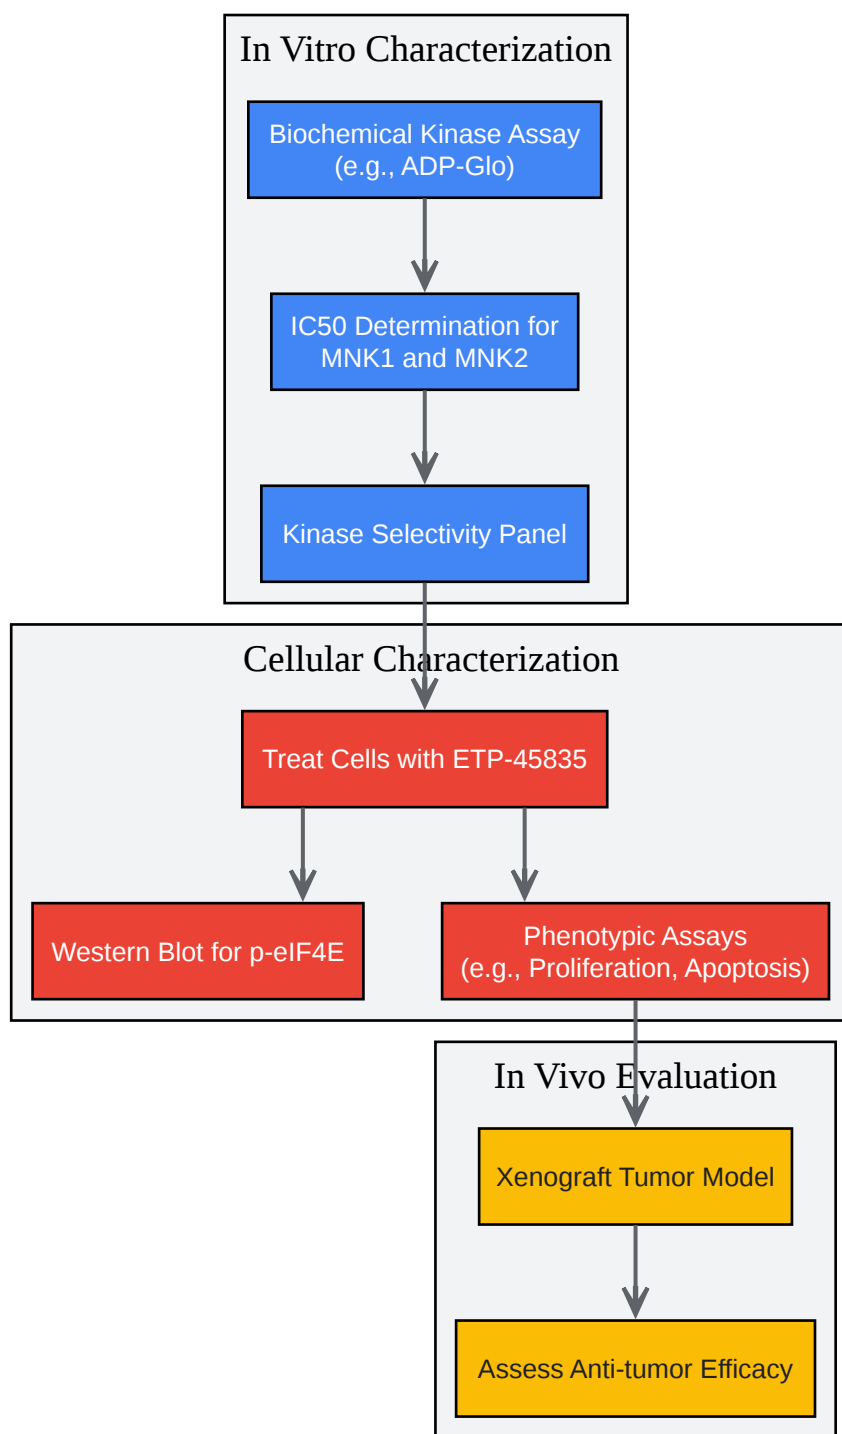 In Vitro Characterization
Biochemical Kinase Assay
(e.g., ADP-Glo)
IC50 Determination for
MNK1 and MNK2
Kinase Selectivity Panel
Cellular Characterization
Treat Cells with ETP-45835
Western Blot for p-eIF4E
Phenotypic Assays
(e.g., Proliferation, Apoptosis)
In Vivo Evaluation
Xenograft Tumor Model
Assess Anti-tumor Efficacy